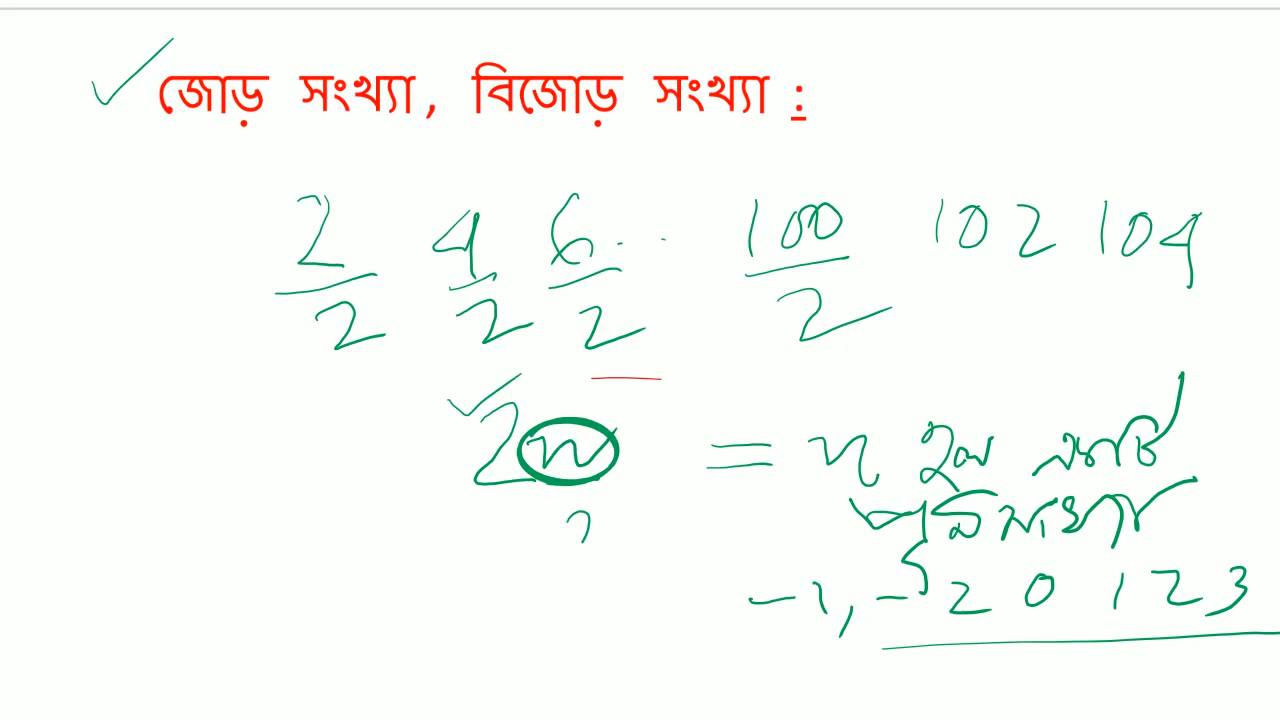 জোড় সংখ্যা, বিজোড় সংখ্যা :
2 4 6 .. 100 102 104
2 2 2 2
2n = n হল একটি
পূর্নসংখ্যা
-1, -2 0 1 2 3